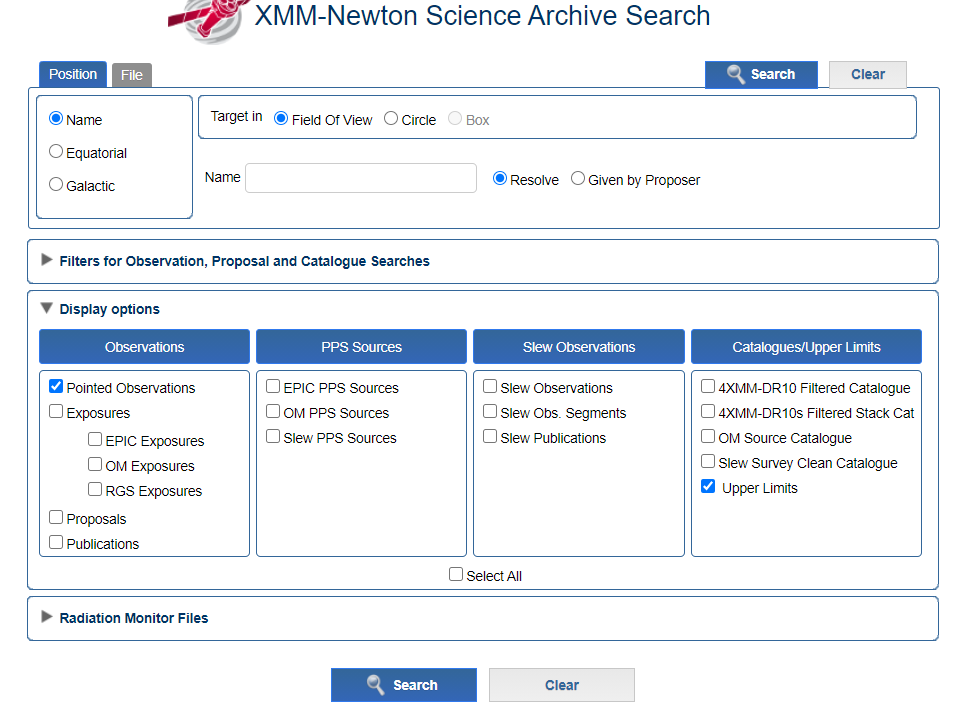 XMM-Newton Science Archive Search
Position File Search Clear
Name Target in Field Of View Circle Box
Equatorial
Galactic Name Resolve Given by Proposer
Filters for Observation, Proposal and Catalogue Searches
Display options
Observations PPS Sources Slew Observations Catalogues/Upper Limits
Pointed Observations EPIC PPS Sources Slew Observations 4XMM-DR10 Filtered Catalogue
Exposures OM PPS Sources Slew Obs. Segments 4XMM-DR10s Filtered Stack Cat
EPIC Exposures Slew PPS Sources Slew Publications OM Source Catalogue
OM Exposures Slew Survey Clean Catalogue
RGS Exposures Upper Limits
Proposals
Publications
Select All
Radiation Monitor Files
Search Clear